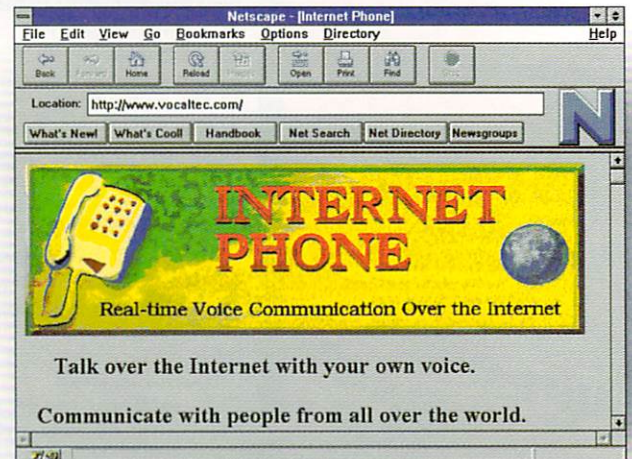 Netscape - [Internet Phone]
File Edit View Go Bookmarks Options Directory Help
Back Forward Home Reload Images Open Print Find Stop
Location: http://www.vocaltec.com/
What's New! What's Cool! Handbook Net Search Net Directory Newsgroups
N
INTERNET
PHONE
Real-time Voice Communication Over the Internet
Talk over the Internet with your own voice.
Communicate with people from all over the world.